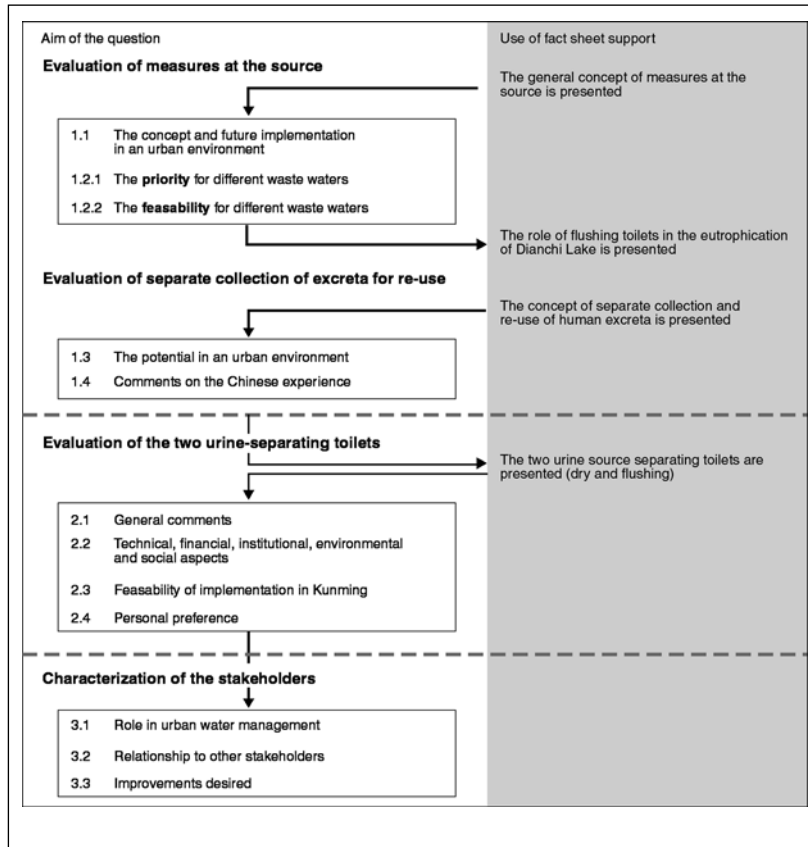 Aim of the question
Use of fact sheet support
Evaluation of measures at the source
The general concept of measures at the
source is presented
1.1 The concept and future implementation
in an urban environment
1.2.1 The priority for different waste waters
1.2.2 The feasability for different waste waters
The role of flushing toilets in the eutrophication
of Dianchi Lake is presented
Evaluation of separate collection of excreta for re-use
The concept of separate collection and
re-use of human excreta is presented
1.3 The potential in an urban environment
1.4 Comments on the Chinese experience
Evaluation of the two urine-separating toilets
The two urine source separating toilets are
presented (dry and flushing)
2.1 General comments
2.2 Technical, financial, institutional, environmental
and social aspects
2.3 Feasability of implementation in Kunming
2.4 Personal preference
Characterization of the stakeholders
3.1 Role in urban water management
3.2 Relationship to other stakeholders
3.3 Improvements desired